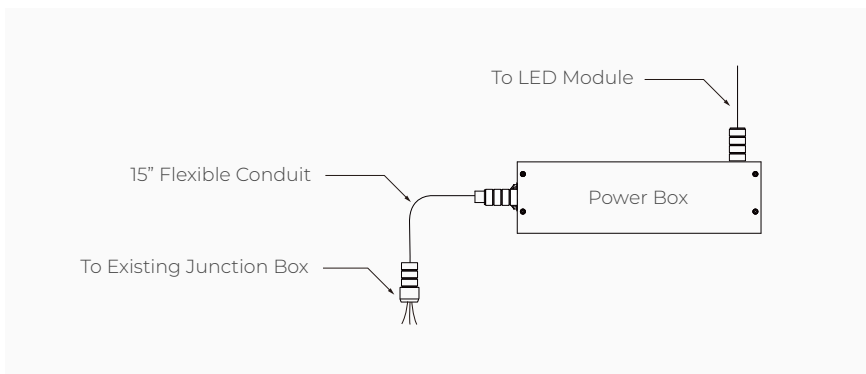 To LED Module
15” Flexible Conduit
Power Box
To Existing Junction Box